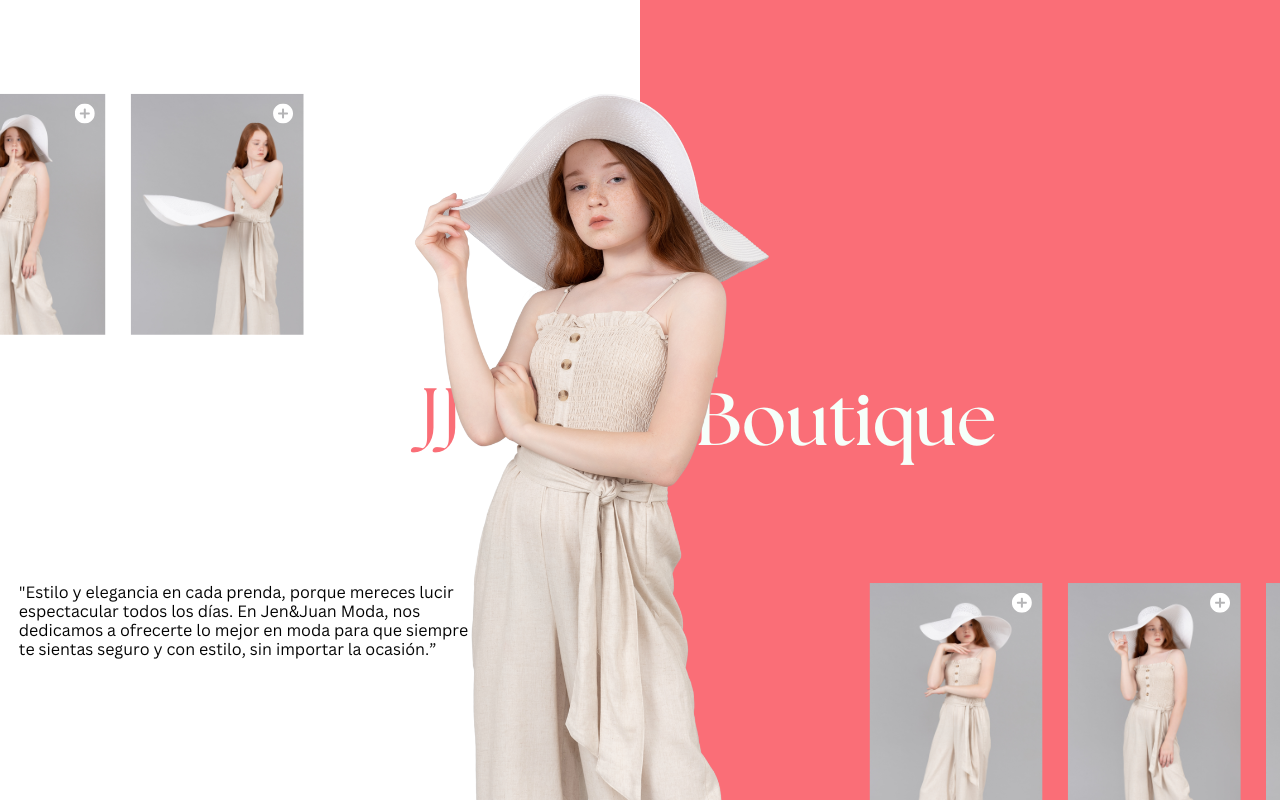 JJ Boutique
"Estilo y elegancia en cada prenda, porque mereces lucir
espectacular todos los días. En Jen&Juan Moda, nos
dedicamos a ofrecerte lo mejor en moda para que siempre
te sientas seguro y con estilo, sin importar la ocasión.”